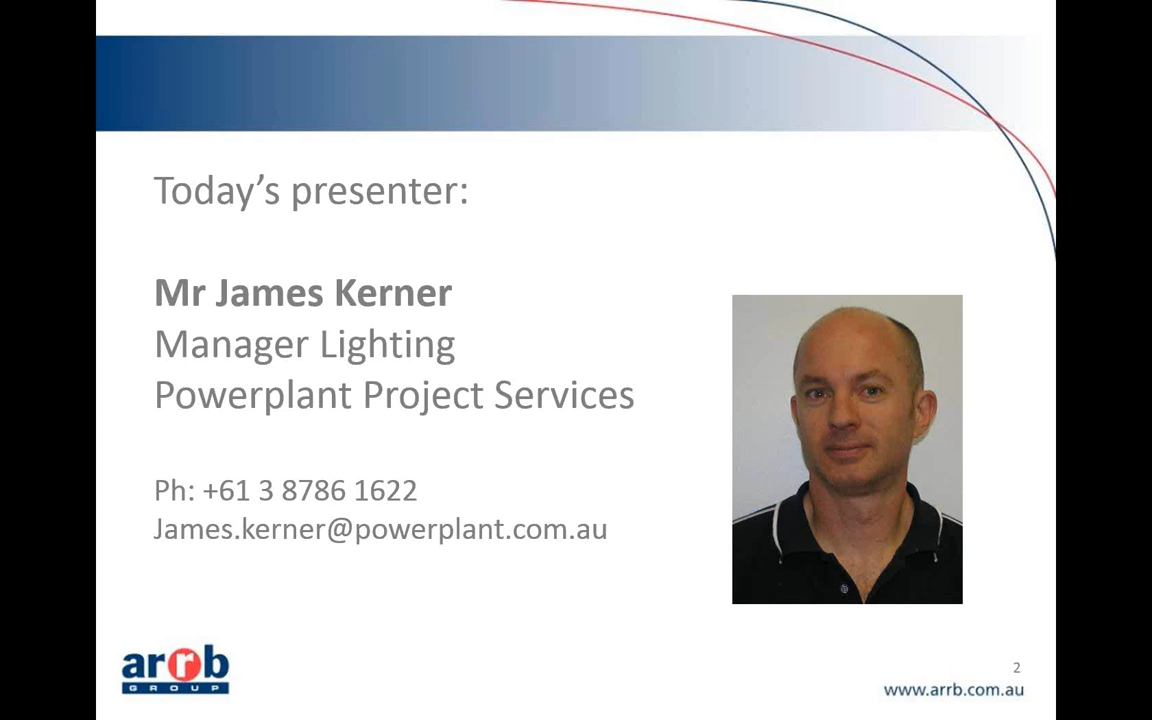 Today's presenter:
Mr James Kerner
Manager Lighting
Powerplant Project Services
Ph: +61 3 8786 1622
James.kerner@powerplant.com.au
arrb
GROUP
2
www.arrb.com.au